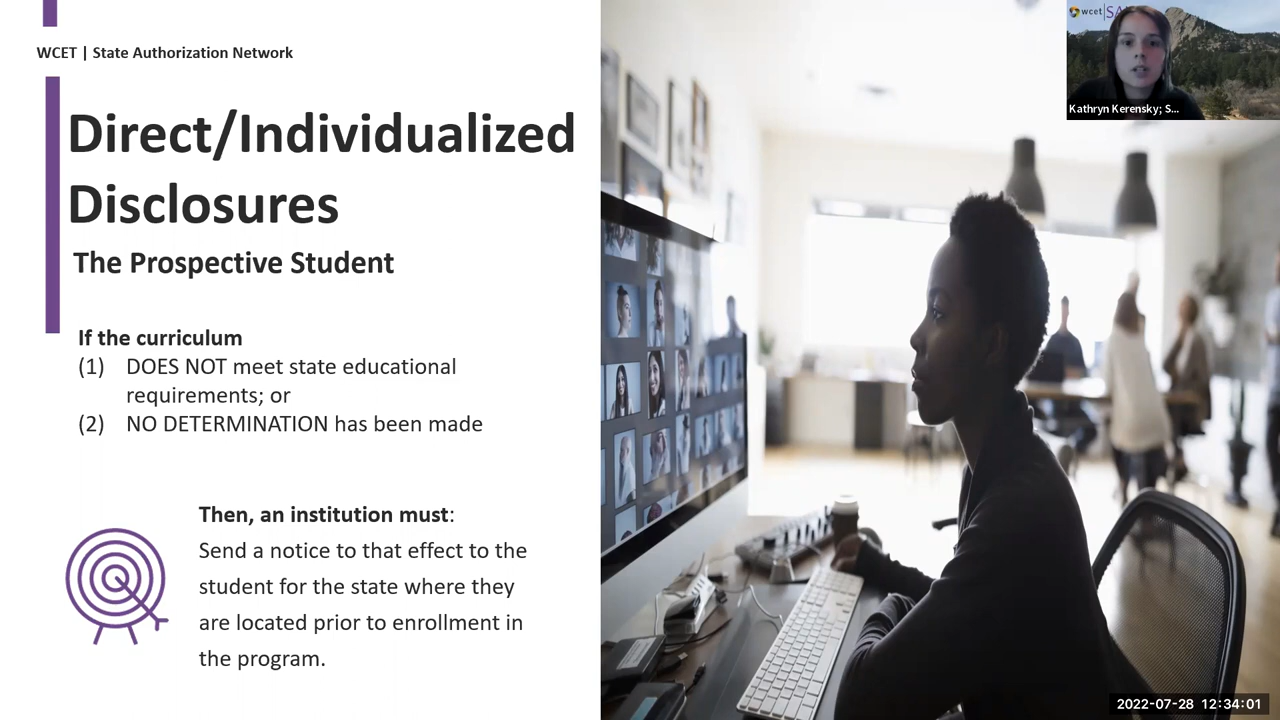 WCET | State Authorization Network
Direct/Individualized
Disclosures
The Prospective Student
If the curriculum
(1) DOES NOT meet state educational
requirements; or
(2) NO DETERMINATION has been made
Then, an institution must:
Send a notice to that effect to the
student for the state where they
are located prior to enrollment in
the program.
wcet SA
Kathryn Kerensky; S...
2022-07-28 12:34:01